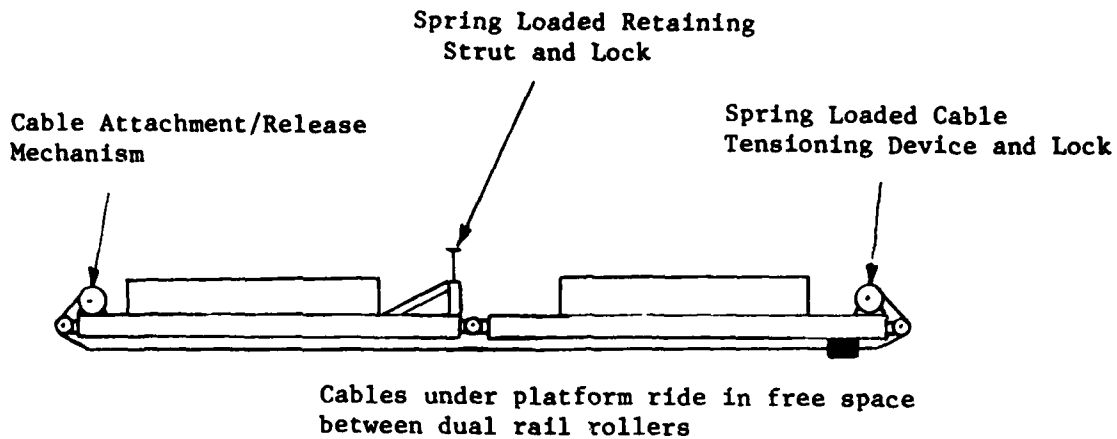 Spring Loaded Retaining
Strut and Lock
Cable Attachment/Release
Mechanism
Spring Loaded Cable
Tensioning Device and Lock
Cables under platform ride in free space
between dual rail rollers